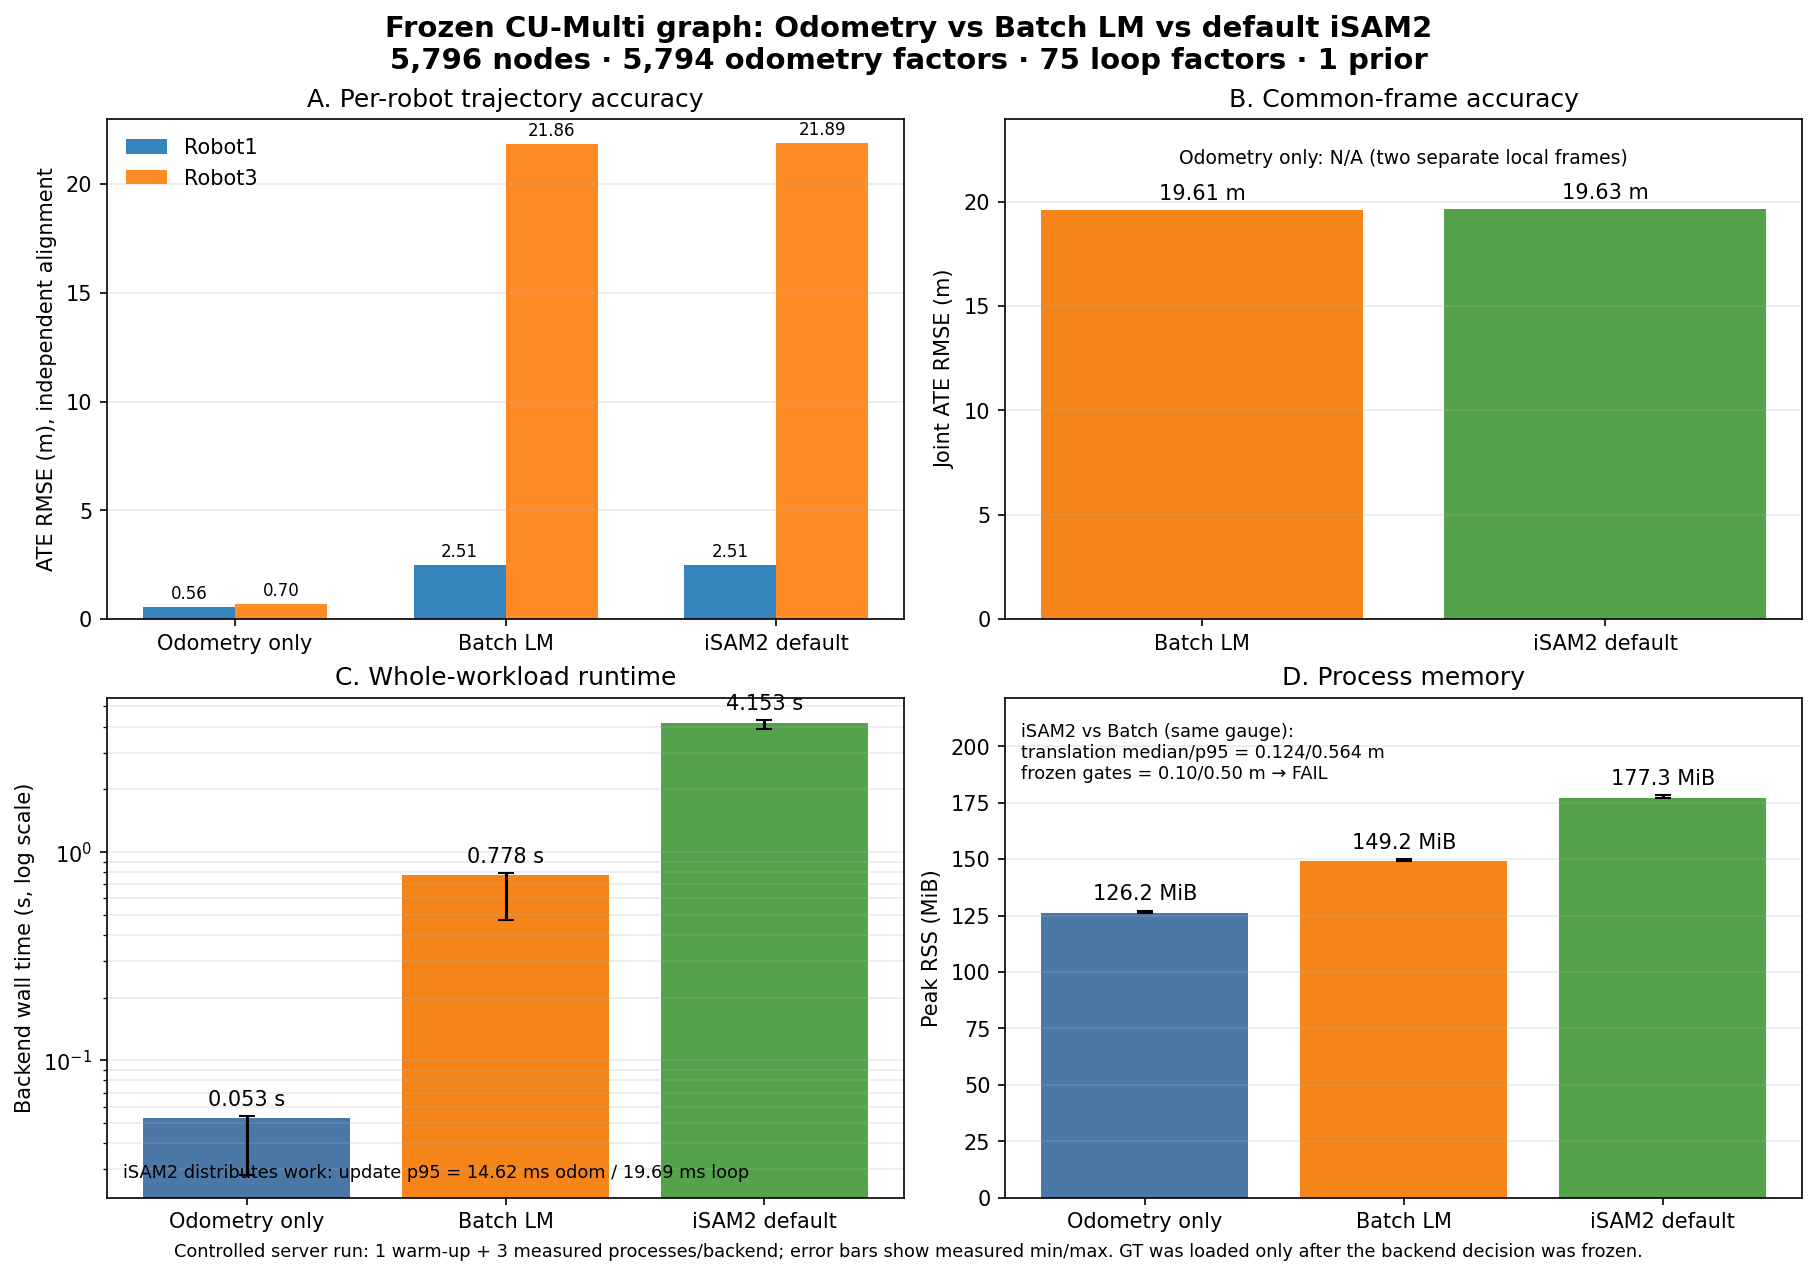 Frozen CU-Multi graph: Odometry vs Batch LM vs default iSAM2
5,796 nodes · 5,794 odometry factors · 75 loop factors · 1 prior
A. Per-robot trajectory accuracy
ATE RMSE (m), independent alignment
20
15
10
5
0
Robot1
Robot3
0.56
0.70
2.51
21.86
2.51
21.89
Odometry only
Batch LM
iSAM2 default
B. Common-frame accuracy
Joint ATE RMSE (m)
20
15
10
5
0
Odometry only: N/A (two separate local frames)
19.61 m
19.63 m
Batch LM
iSAM2 default
C. Whole-workload runtime
Backend wall time (s, log scale)
10⁰
10⁻¹
4.153 s
0.778 s
0.053 s
iSAM2 distributes work: update p95 = 14.62 ms odom / 19.69 ms loop
Odometry only
Batch LM
iSAM2 default
D. Process memory
Peak RSS (MiB)
200
175
150
125
100
75
50
25
0
iSAM2 vs Batch (same gauge):
translation median/p95 = 0.124/0.564 m
frozen gates = 0.10/0.50 m → FAIL
177.3 MiB
149.2 MiB
126.2 MiB
Odometry only
Batch LM
iSAM2 default
Controlled server run: 1 warm-up + 3 measured processes/backend; error bars show measured min/max. GT was loaded only after the backend decision was frozen.